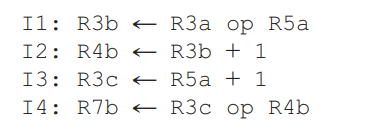 I1: R3b ← R3a op R5a
I2: R4b ← R3b + 1
I3: R3c ← R5a + 1
I4: R7b ← R3c op R4b